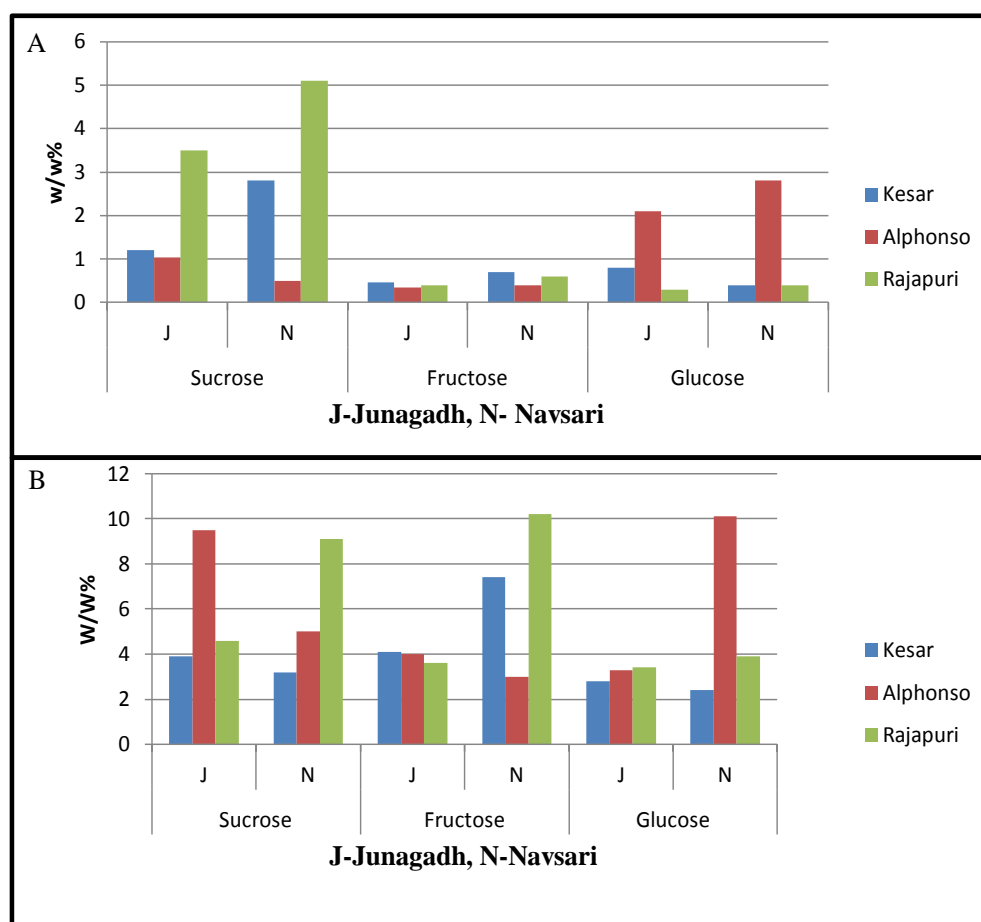 A
6
5
4
3
2
1
0
w/w%
J
N
J
N
J
N
Sucrose
Fructose
Glucose
J-Junagadh, N- Navsari
Kesar
Alphonso
Rajapuri
B
12
10
8
6
4
2
0
W/W%
J
N
J
N
J
N
Sucrose
Fructose
Glucose
J-Junagadh, N-Navsari
Kesar
Alphonso
Rajapuri